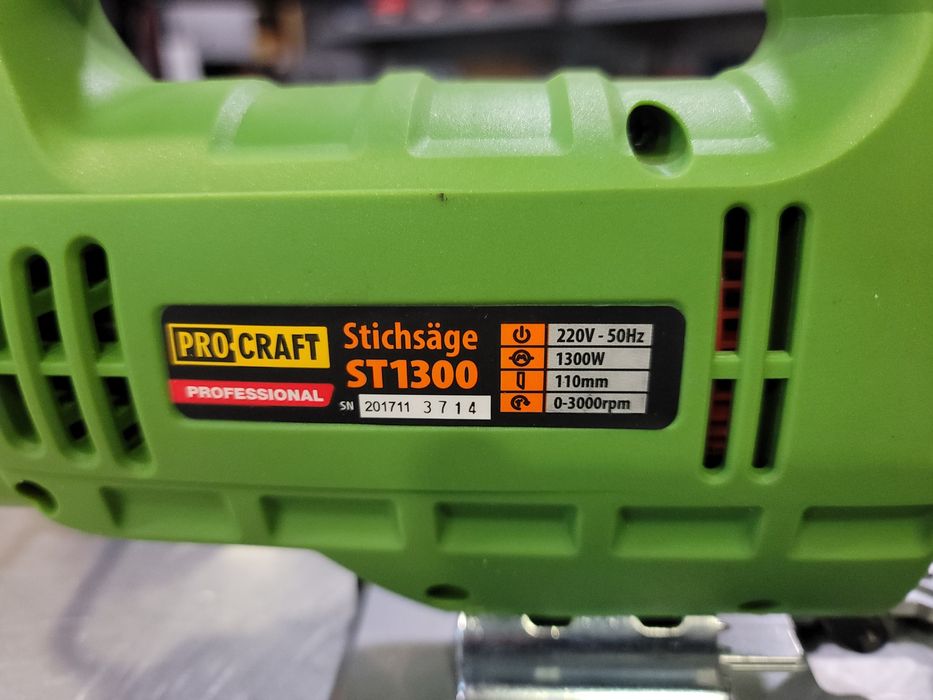 PRO-CRAFT
PROFESSIONAL
Stichsäge
ST1300
SN 201711 3714
220V - 50Hz
1300W
110mm
0-3000rpm